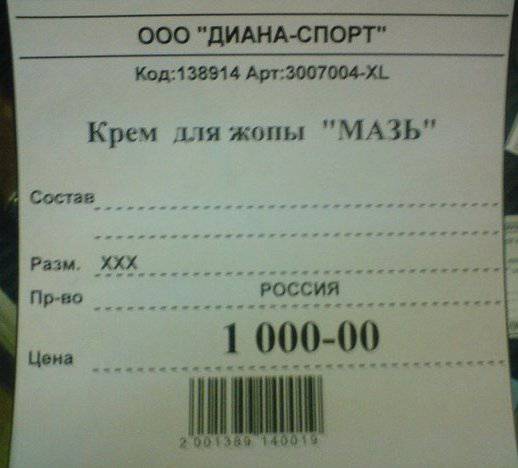 ООО "ДИАНА-СПОРТ"
Код:138914 Арт:3007004-XL
Крем для жопы "МАЗЬ"
Состав
Разм. XXX
Пр-во РОССИЯ
1 000-00
Цена
2 001389 140019